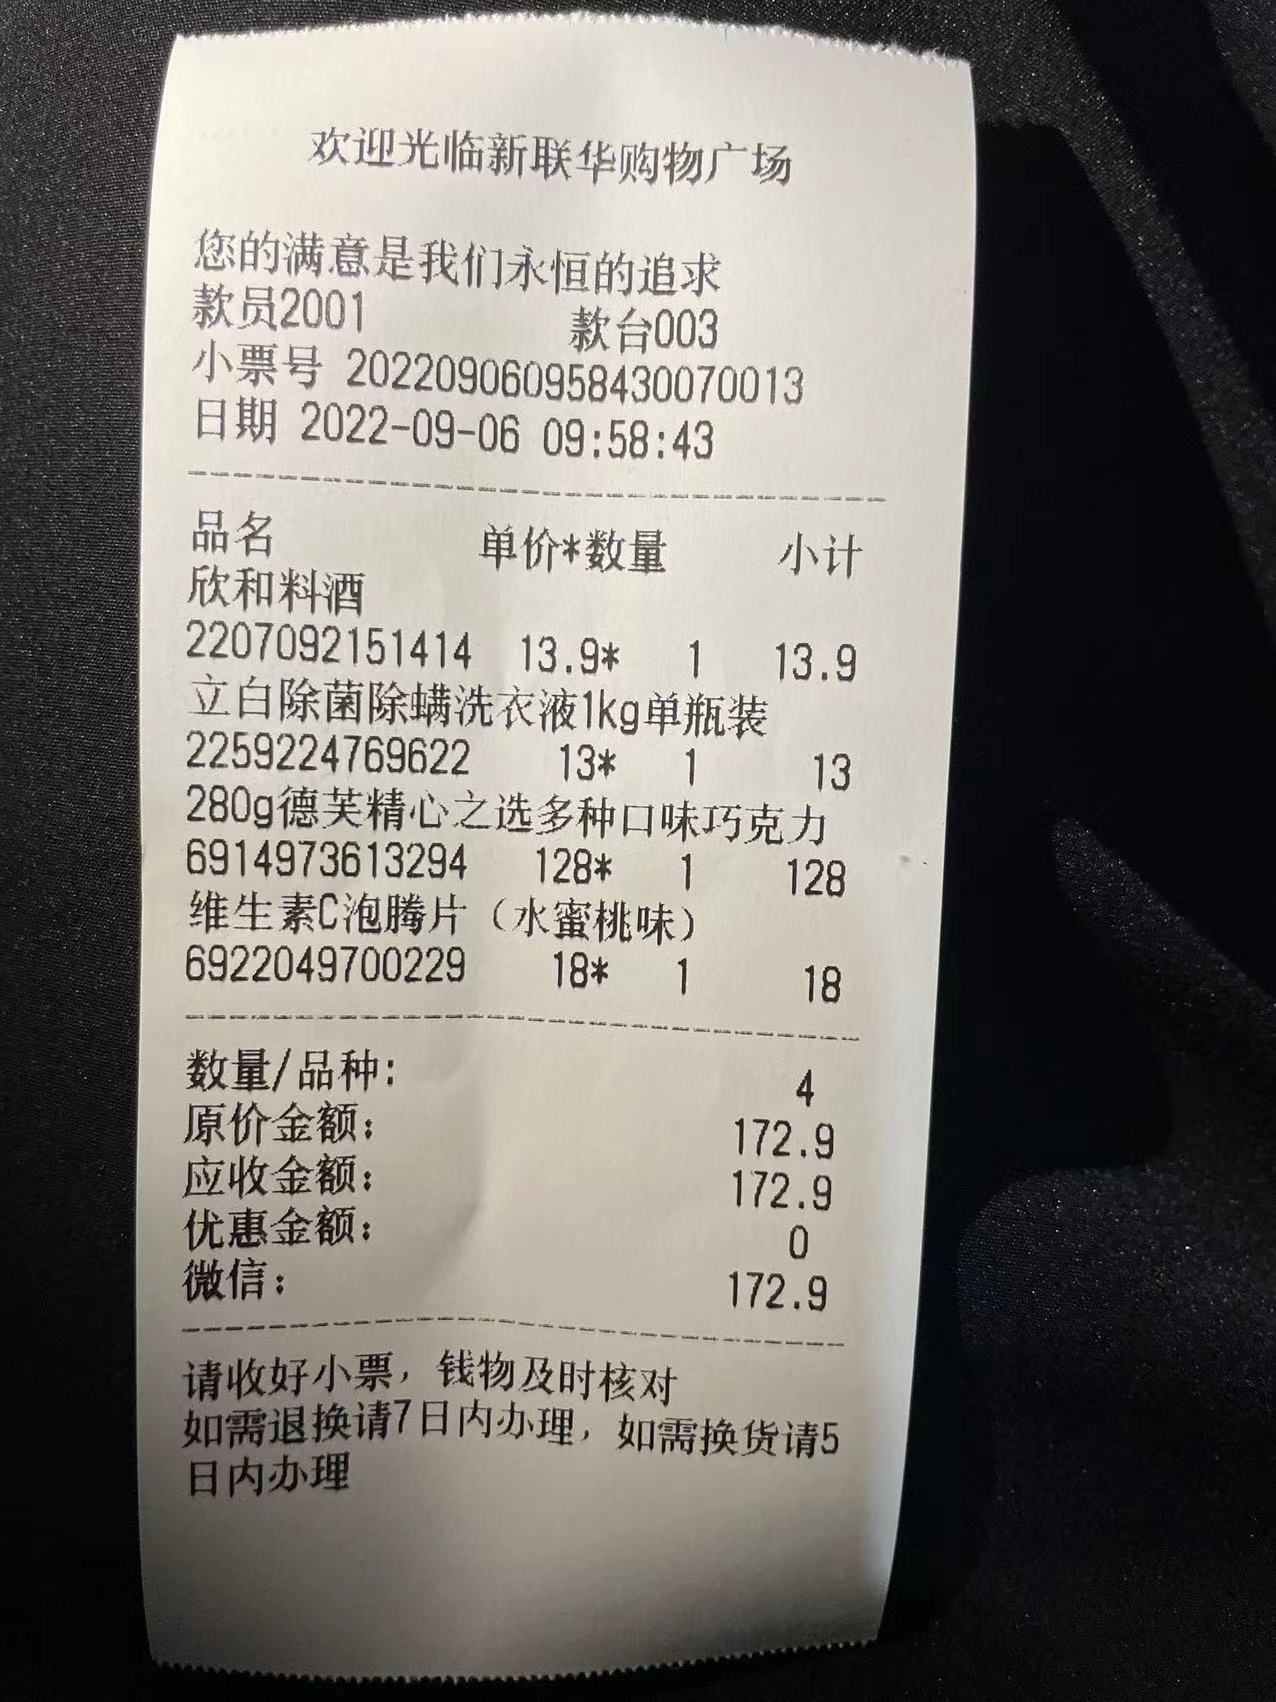 欢迎光临新联华购物广场
您的满意是我们永恒的追求
款员2001 款台003
小票号 202209060958430070013
日期 2022-09-06 09:58:43
品名 单价*数量 小计
欣和料酒
2207092151414 13.9* 1 13.9
立白除菌除螨洗衣液1kg单瓶装
2259224769622 13* 1 13
280g德芙精心之选多种口味巧克力
6914973613294 128* 1 128
维生素C泡腾片（水蜜桃味）
6922049700229 18* 1 18
数量/品种: 4
原价金额: 172.9
应收金额: 172.9
优惠金额: 0
微信: 172.9
请收好小票，钱物及时核对
如需退换请7日内办理，如需换货请5
日内办理